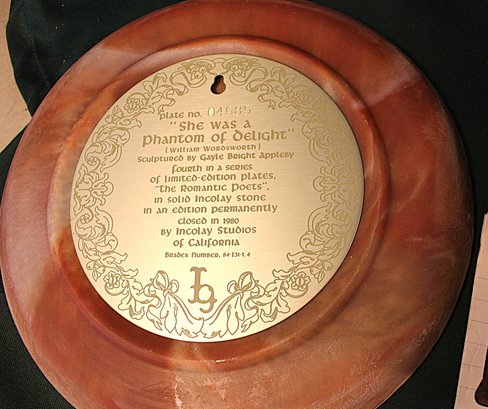 Plate no. 04685
"She was a
Phantom of Delight"
(William Wordsworth)
Sculptured by Gayle Bright Appleby
Fourth in a series
of limited-edition plates,
"The Romantic Poets",
in solid Incolay stone
in an edition permanently
closed in 1980
by Incolay Studios
of California
Bradex Number, 84-I31-1.4